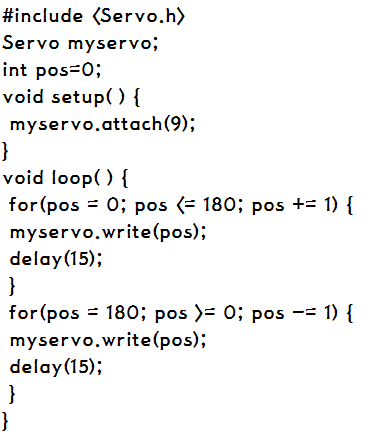 #include <Servo.h>
Servo myservo;
int pos=0;
void setup( ) {
myservo.attach(9);
}
void loop( ) {
for(pos = 0; pos <= 180; pos += 1) {
myservo.write(pos);
delay(15);
}
for(pos = 180; pos >= 0; pos -= 1) {
myservo.write(pos);
delay(15);
}
}